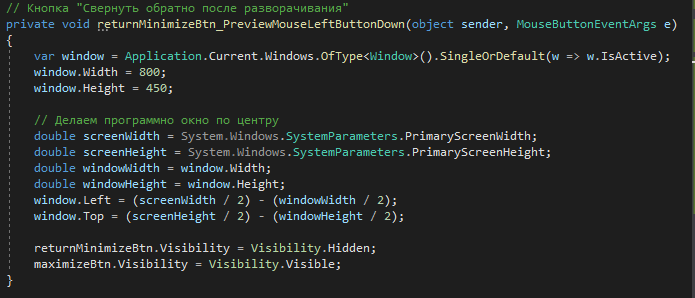 // Кнопка "Свернуть обратно после разворачивания"
private void returnMinimizeBtn_PreviewMouseLeftButtonDown(object sender, MouseButtonEventArgs e)
{
var window = Application.Current.Windows.OfType<Window>().SingleOrDefault(w => w.IsActive);
window.Width = 800;
window.Height = 450;
// Делаем программно окно по центру
double screenWidth = System.Windows.SystemParameters.PrimaryScreenWidth;
double screenHeight = System.Windows.SystemParameters.PrimaryScreenHeight;
double windowWidth = window.Width;
double windowHeight = window.Height;
window.Left = (screenWidth / 2) - (windowWidth / 2);
window.Top = (screenHeight / 2) - (windowHeight / 2);
returnMinimizeBtn.Visibility = Visibility.Hidden;
maximizeBtn.Visibility = Visibility.Visible;
}